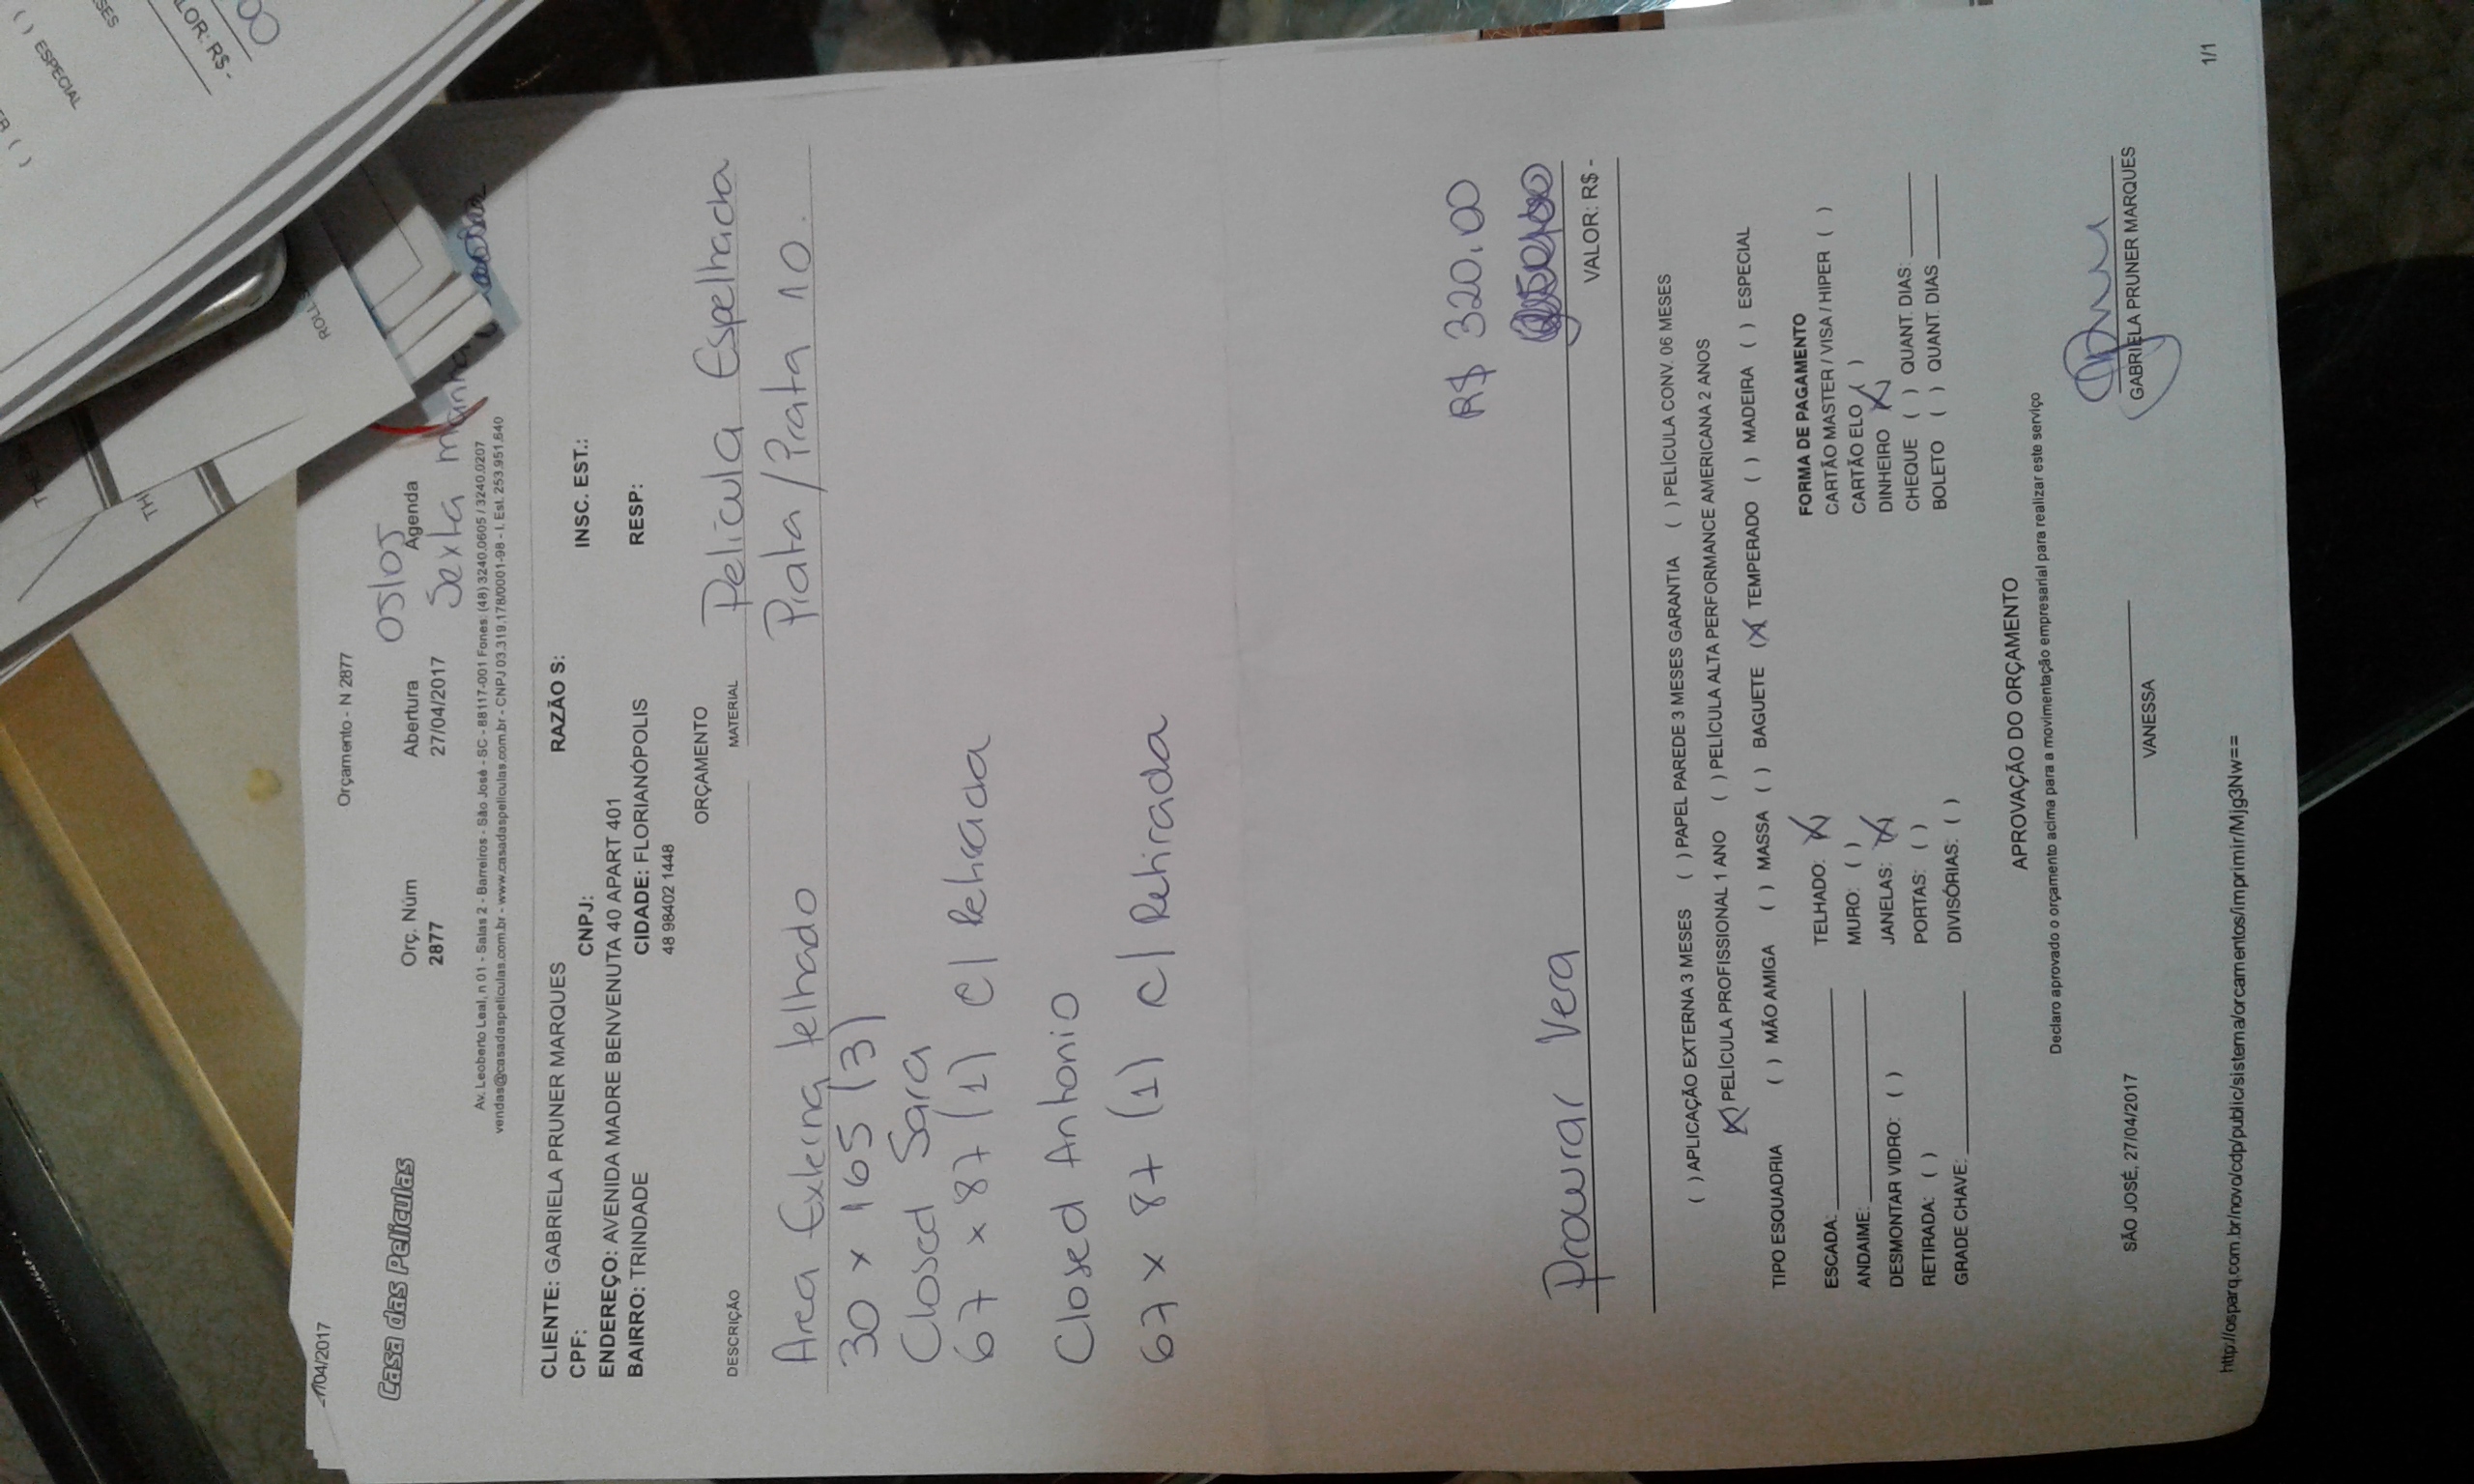 ( ) ESPECIAL
VALOR: R$ -
Orçamento - N 2877
Casa das Películas
Orç. Núm
2877
Abertura
27/04/2017
05/05
Agenda
Sexta manhã
Av. Leoberto Leal, n 01 - Salas 2 - Barreiros - São José - SC - 88117-001 Fones: (48) 3240.0605 / 3240.0207
vendas@casadaspeliculas.com.br - www.casadaspeliculas.com.br - CNPJ 03.319.178/0001-98 - I. Est. 253.951.640
CLIENTE: GABRIELA PRUNER MARQUES RAZÃO S:
CPF: CNPJ: INSC. EST.:
ENDEREÇO: AVENIDA MADRE BENVENUTA 40 APART 401
BAIRRO: TRINDADE CIDADE: FLORIANÓPOLIS RESP:
48 98402 1448
ORÇAMENTO
DESCRIÇÃO MATERIAL Pelicula Espelhada
Area Externa telhado Prata/Prata 10.
30 x 165 (3)
Closed Sara
67 x 87 (1) c/ Retirada
Closed Antonio
67 x 87 (1) c/ Retirada
R$ 320,00
Procurar Vera
VALOR: R$ -
( ) APLICAÇÃO EXTERNA 3 MESES ( ) PAPEL PAREDE 3 MESES GARANTIA ( ) PELÍCULA CONV. 06 MESES
(X) PELÍCULA PROFISSIONAL 1 ANO ( ) PELÍCULA ALTA PERFORMANCE AMERICANA 2 ANOS
TIPO ESQUADRIA ( ) MÃO AMIGA ( ) MASSA ( ) BAGUETE (X) TEMPERADO ( ) MADEIRA ( ) ESPECIAL
ESCADA: TELHADO: (X)
ANDAIME: MURO: ( )
DESMONTAR VIDRO: ( ) JANELAS: (X)
RETIRADA: ( ) PORTAS: ( )
GRADE CHAVE: DIVISÓRIAS: ( )
FORMA DE PAGAMENTO
CARTÃO MASTER / VISA / HIPER ( )
CARTÃO ELO ( )
DINHEIRO (X)
CHEQUE ( ) QUANT. DIAS:
BOLETO ( ) QUANT. DIAS
APROVAÇÃO DO ORÇAMENTO
Declaro aprovado o orçamento acima para a movimentação empresarial para realizar este serviço
SÃO JOSÉ, 27/04/2017
VANESSA
GABRIELA PRUNER MARQUES
http://osparq.com.br/novo/cdp/public/sistema/orcamentos/imprimir/Mjg3Nw==
1/1